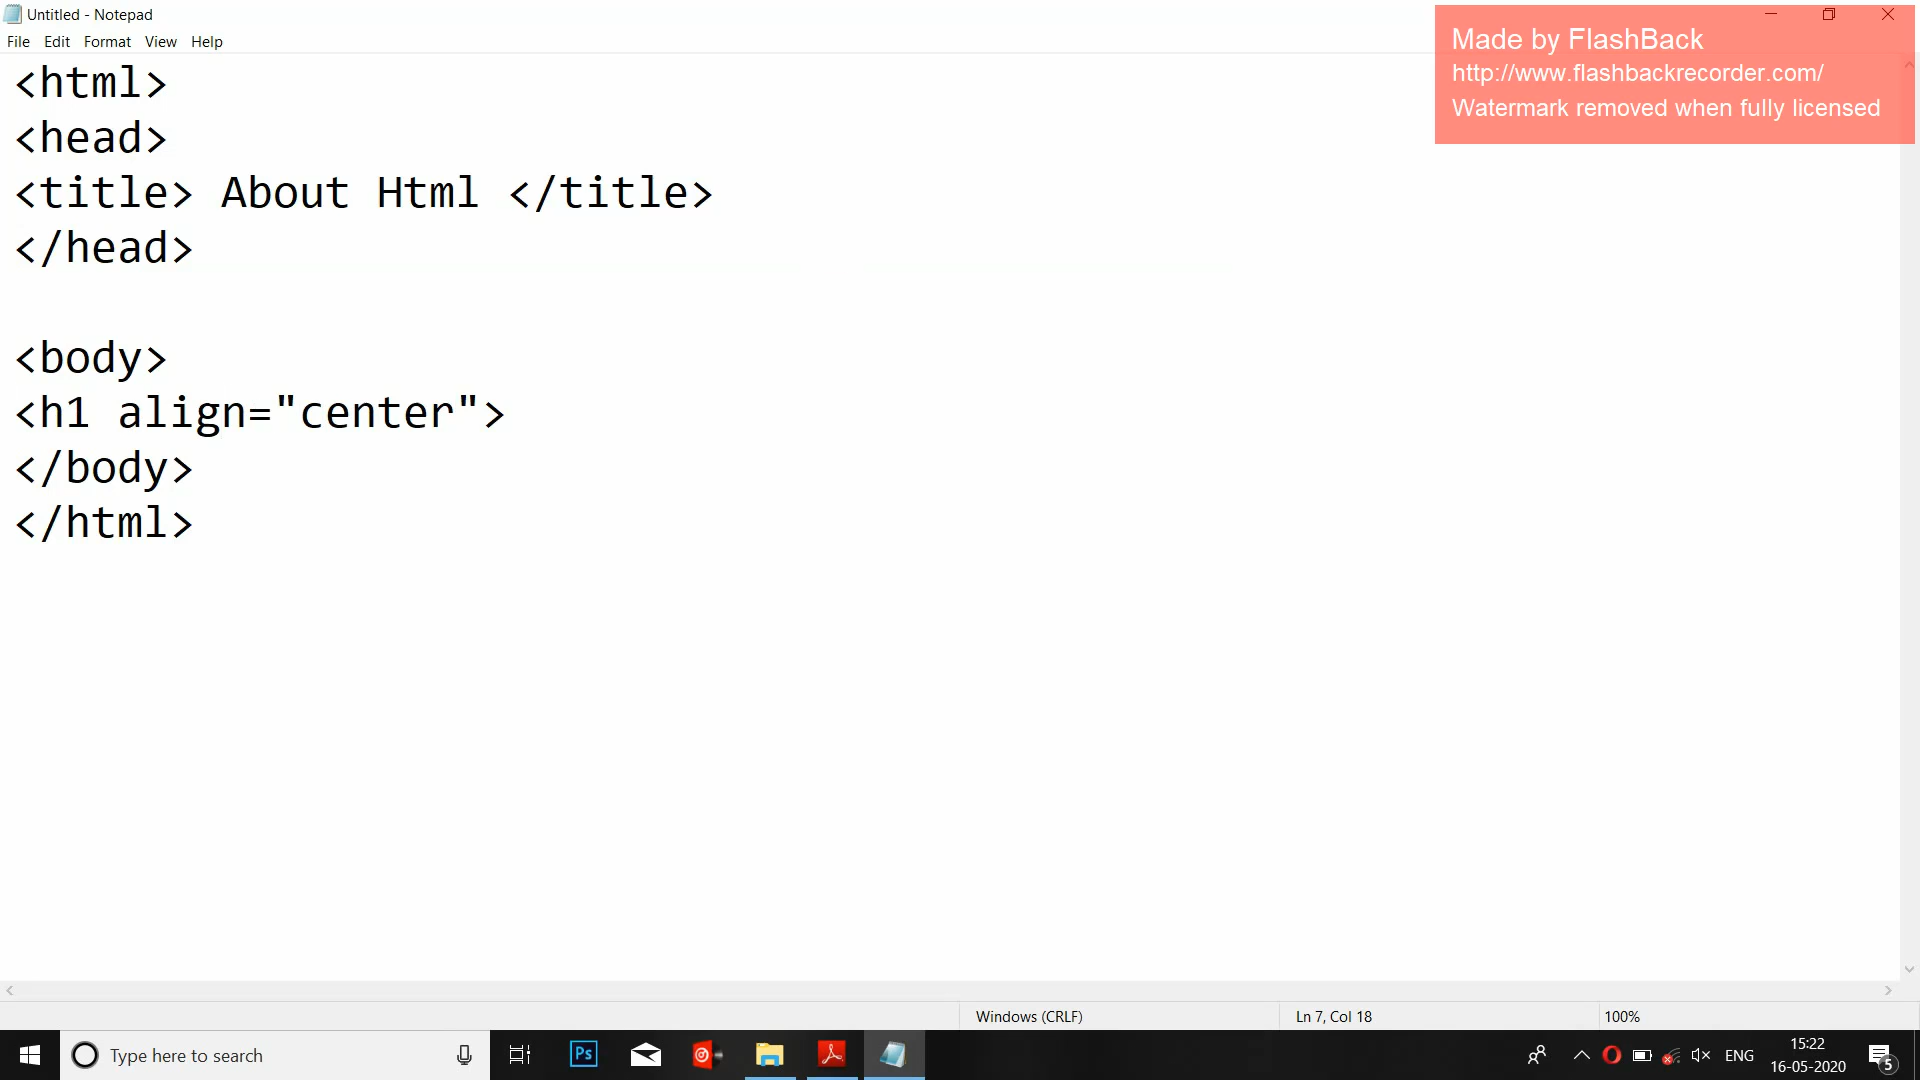 Untitled - Notepad
File Edit Format View Help
Made by FlashBack
http://www.flashbackrecorder.com/
Watermark removed when fully licensed
<html>
<head>
<title> About Html </title>
</head>
<body>
<h1 align="center">
</body>
</html>
Windows (CRLF) Ln 7, Col 18 100%
Type here to search
Ps
ENG
15:22
16-05-2020
5